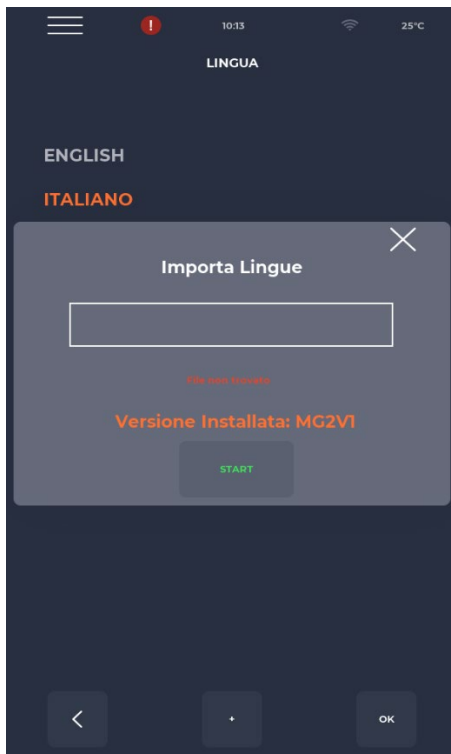 !
10:13
25°C
LINGUA
ENGLISH
ITALIANO
Importa Lingue
File non trovato
Versione Installata: MG2V1
START
+
OK